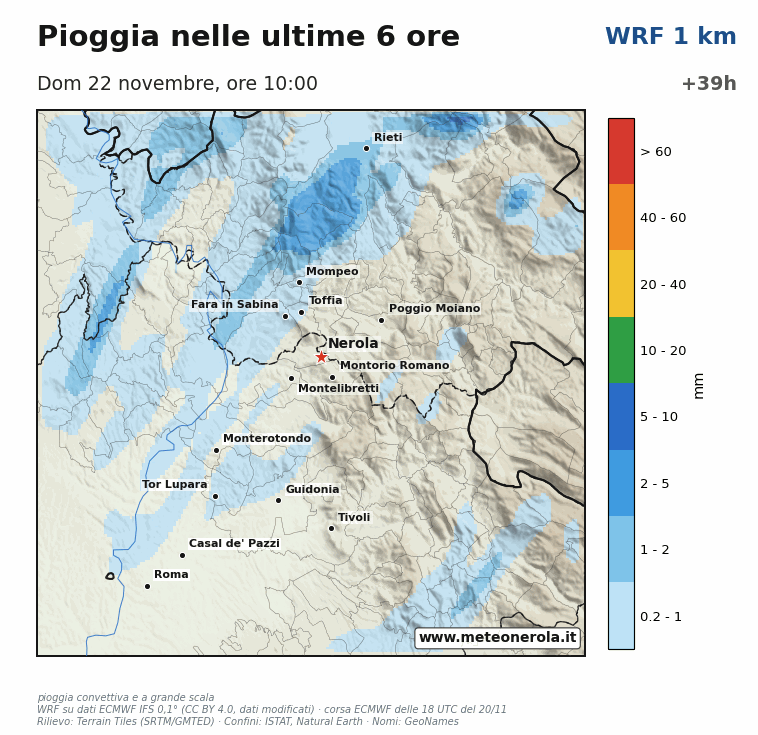 Pioggia nelle ultime 6 ore
WRF 1 km
Dom 22 novembre, ore 10:00
+39h
Rieti
Mompeo
Fara in Sabina
Toffia
Poggio Moiano
Nerola
Montorio Romano
Montelibretti
Monterotondo
Tor Lupara
Guidonia
Tivoli
Casal de' Pazzi
Roma
www.meteonerola.it
> 60
40 - 60
20 - 40
10 - 20
5 - 10
2 - 5
1 - 2
0.2 - 1
mm
pioggia convettiva e a grande scala
WRF su dati ECMWF IFS 0,1° (CC BY 4.0, dati modificati) · corsa ECMWF delle 18 UTC del 20/11
Rilievo: Terrain Tiles (SRTM/GMTED) · Confini: ISTAT, Natural Earth · Nomi: GeoNames